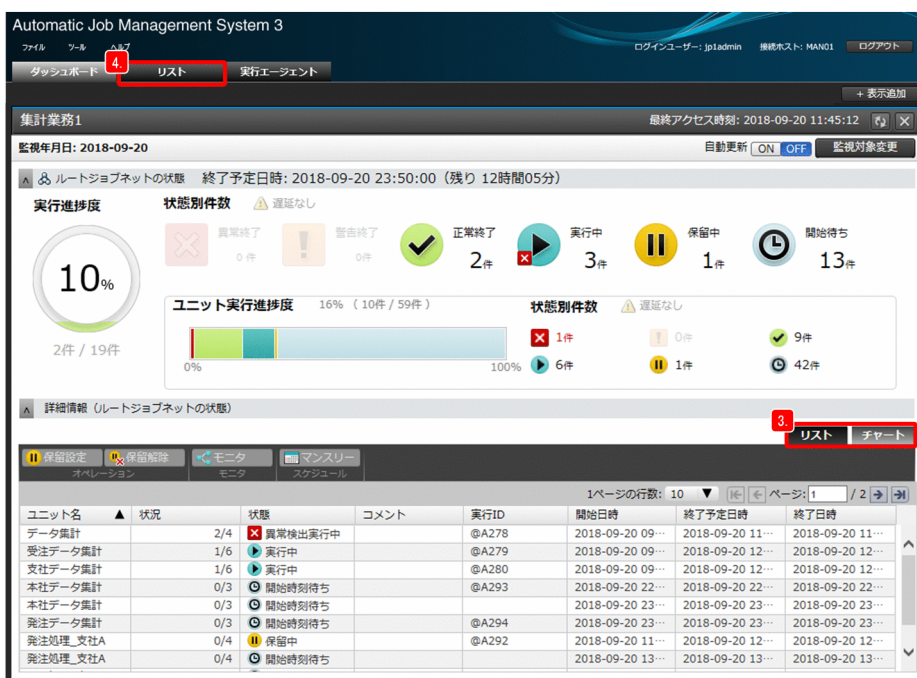 Automatic Job Management System 3
ファイル ツール ヘルプ ログインユーザー: jp1admin 接続ホスト: MAN01 ログアウト
4.
ダッシュボード リスト 実行エージェント
+ 表示追加
集計業務1 最終アクセス時刻: 2018-09-20 11:45:12
監視年月日: 2018-09-20 自動更新 ON OFF 監視対象変更
ルートジョブネットの状態 終了予定日時: 2018-09-20 23:50:00（残り 12時間05分）
実行進捗度 状態別件数 遅延なし
異常終了 警告終了 正常終了 実行中 保留中 開始待ち
0件 0件 2件 3件 1件 13件
10%
ユニット実行進捗度 16% （ 10件 / 59件 ） 状態別件数 遅延なし
1件 0件 9件
2件 / 19件
0% 100% 6件 1件 42件
詳細情報（ルートジョブネットの状態）
3.
リスト チャート
保留設定 保留解除 モニタ マンスリー
オペレーション モニタ スケジュール
1ページの行数: 10 ▼ ページ: 1 / 2
ユニット名 ▲ 状況 状態 コメント 実行ID 開始日時 終了予定日時 終了日時
データ集計 2/4 異常検出実行中 @A278 2018-09-20 09… 2018-09-20 11… 2018-09-20 11…
受注データ集計 1/6 実行中 @A279 2018-09-20 09… 2018-09-20 12… 2018-09-20 12…
支社データ集計 1/6 実行中 @A280 2018-09-20 09… 2018-09-20 12… 2018-09-20 12…
本社データ集計 0/3 開始時刻待ち @A293 2018-09-20 22… 2018-09-20 22… 2018-09-20 22…
本社データ集計 0/3 開始時刻待ち 2018-09-20 23… 2018-09-20 23… 2018-09-20 23…
発注データ集計 0/3 開始時刻待ち @A294 2018-09-20 23… 2018-09-20 23… 2018-09-20 23…
発注処理_支社A 0/4 保留中 @A292 2018-09-20 11… 2018-09-20 12… 2018-09-20 12…
発注処理_支社A 0/4 開始時刻待ち 2018-09-20 13… 2018-09-20 13… 2018-09-20 13…